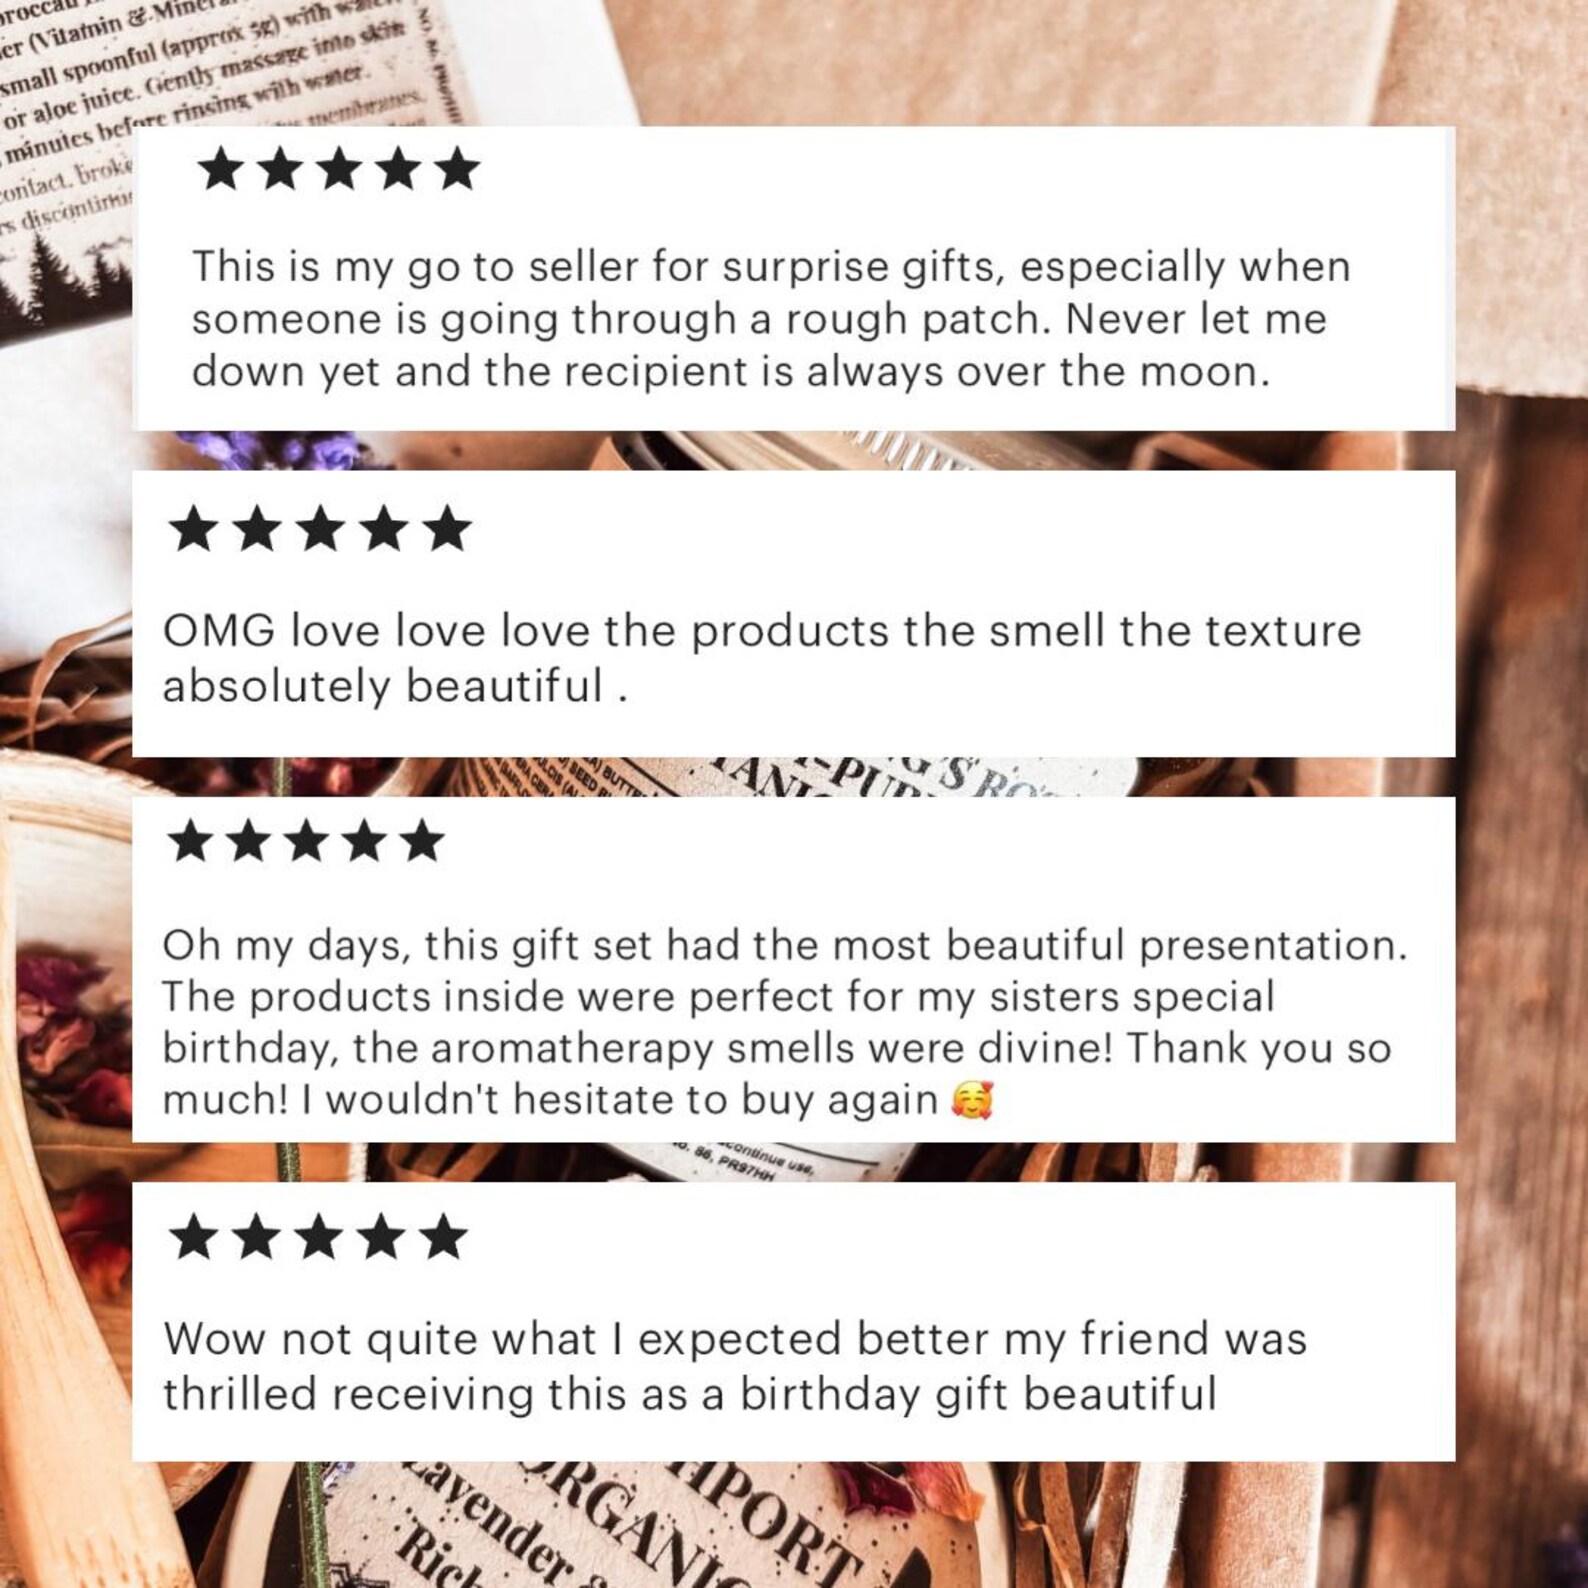 er (Vitamin & Mineral
small spoonful (approx 5g) with water
or aloe juice. Gently massage into skin
minutes before rinsing with water.
membranes,
contact. broke
discontinue
★★★★★
This is my go to seller for surprise gifts, especially when
someone is going through a rough patch. Never let me
down yet and the recipient is always over the moon.
★★★★★
OMG love love love the products the smell the texture
absolutely beautiful .
★★★★★
Oh my days, this gift set had the most beautiful presentation.
The products inside were perfect for my sisters special
birthday, the aromatherapy smells were divine! Thank you so
much! I wouldn't hesitate to buy again 🥰
continue use,
86, PR97HH
★★★★★
Wow not quite what I expected better my friend was
thrilled receiving this as a birthday gift beautiful
Lavender &